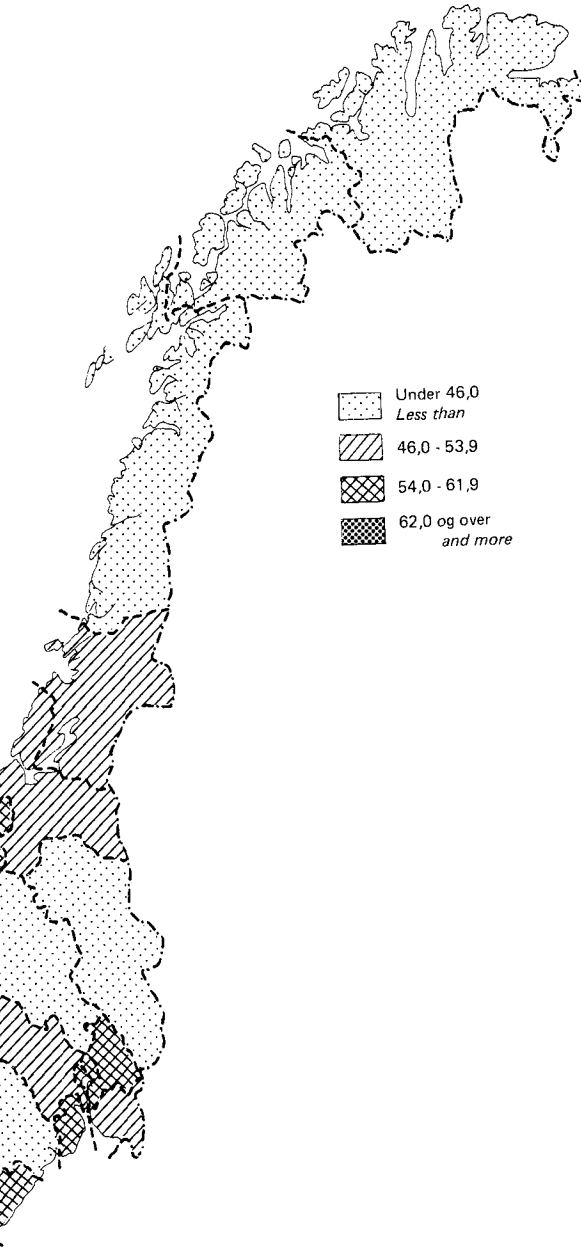 Under 46,0
Less than
46,0 - 53,9
54,0 - 61,9
62,0 og over
and more